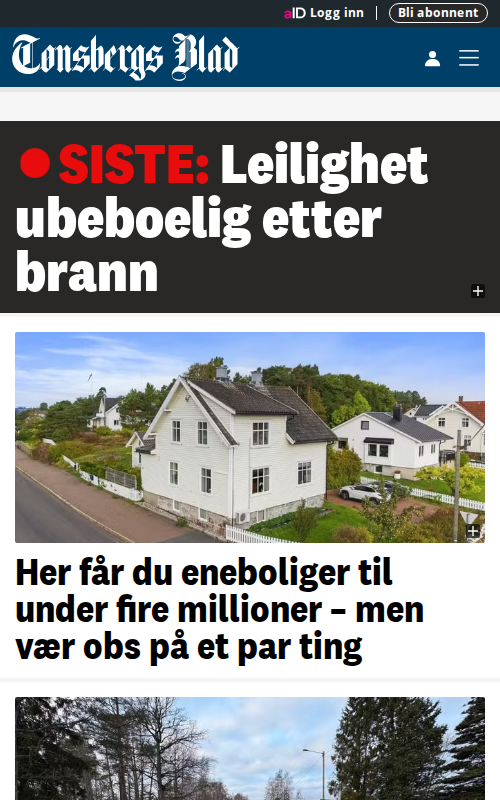 aID Logg inn
Bli abonnent
Tønsbergs Blad
SISTE: Leilighet
ubeboelig etter
brann
Her får du eneboliger til
under fire millioner – men
vær obs på et par ting